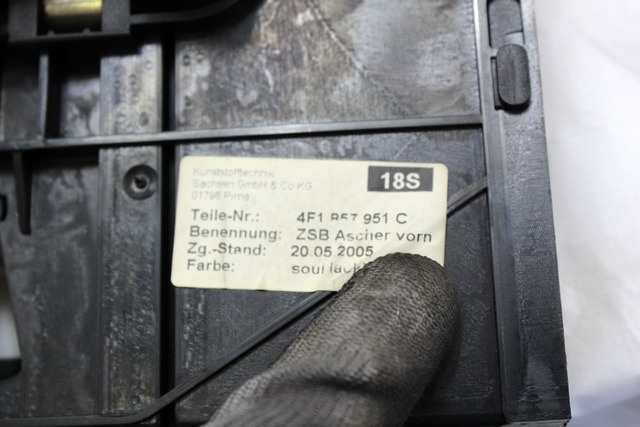 Kunststofftechnik
Sachsen GmbH & Co KG
01796 Pirna
18S
Teile-Nr.: 4F1 857 951 C
Benennung: ZSB Ascher vorn
Zg.-Stand: 20 05 2005
Farbe: soul